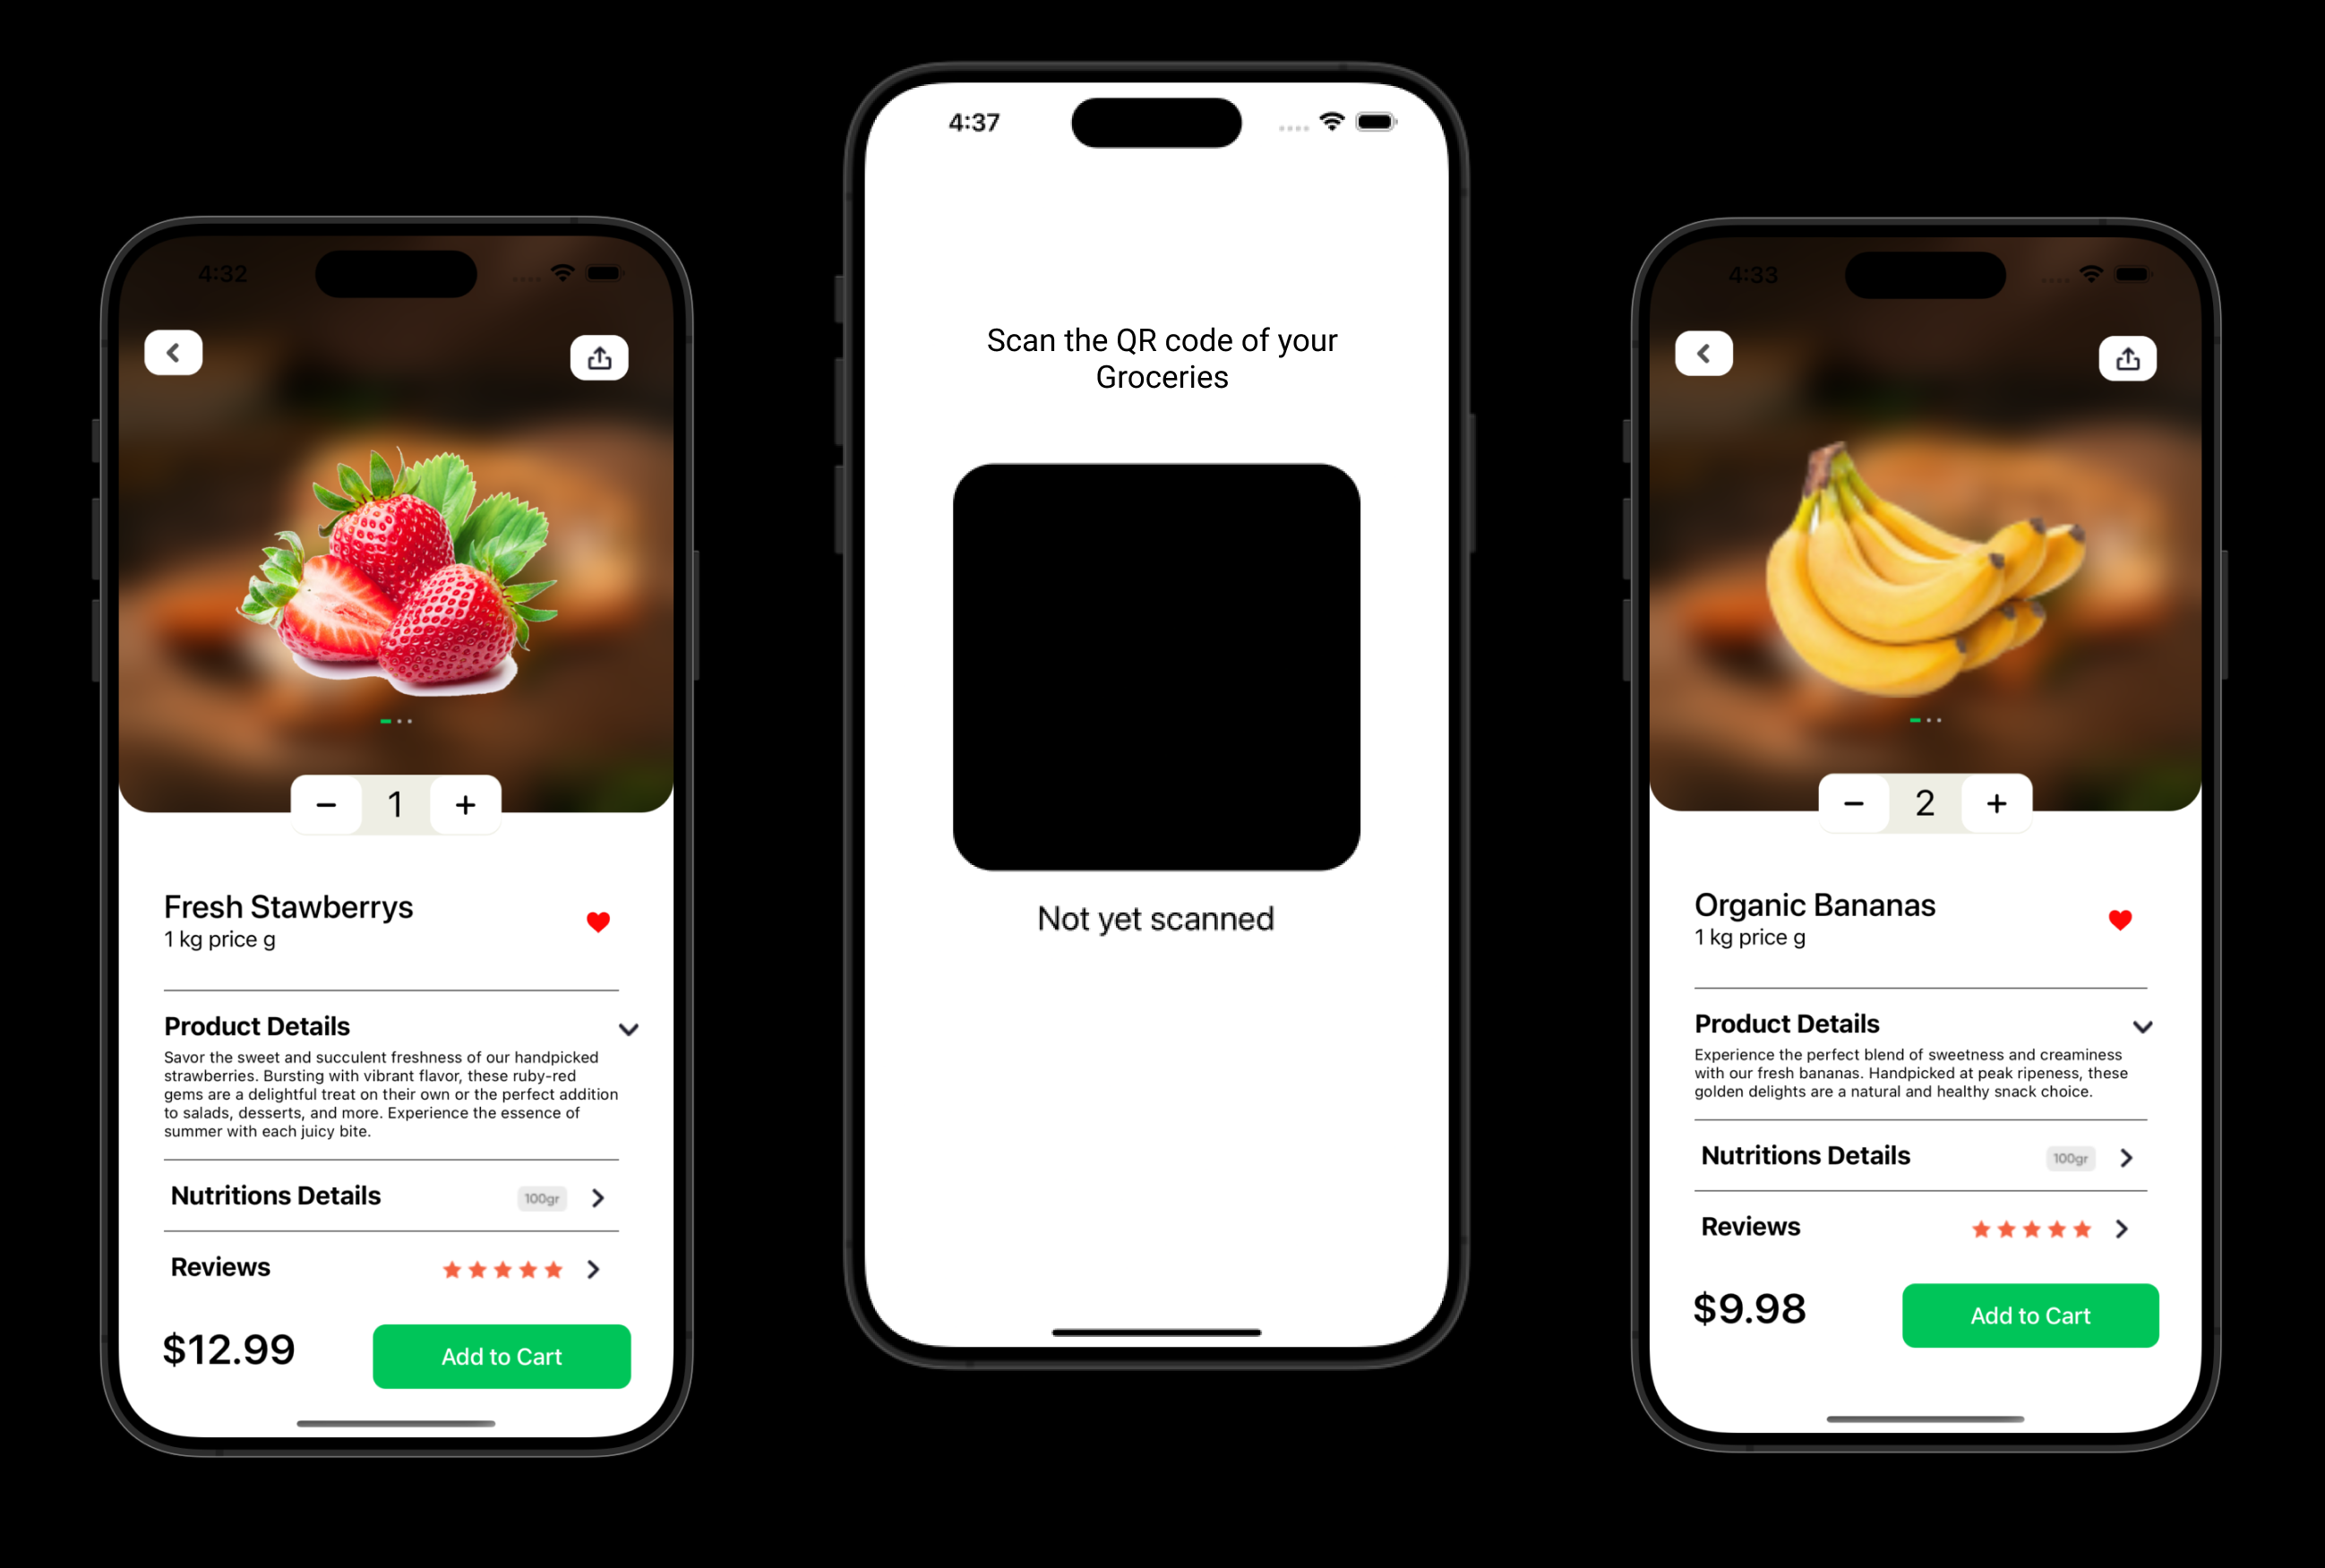 4:32
1
Fresh Stawberrys
1 kg price g
Product Details
Savor the sweet and succulent freshness of our handpicked
strawberries. Bursting with vibrant flavor, these ruby-red
gems are a delightful treat on their own or the perfect addition
to salads, desserts, and more. Experience the essence of
summer with each juicy bite.
Nutritions Details
100gr
Reviews
$12.99
Add to Cart
4:37
Scan the QR code of your
Groceries
Not yet scanned
4:33
2
Organic Bananas
1 kg price g
Product Details
Experience the perfect blend of sweetness and creaminess
with our fresh bananas. Handpicked at peak ripeness, these
golden delights are a natural and healthy snack choice.
Nutritions Details
100gr
Reviews
$9.98
Add to Cart